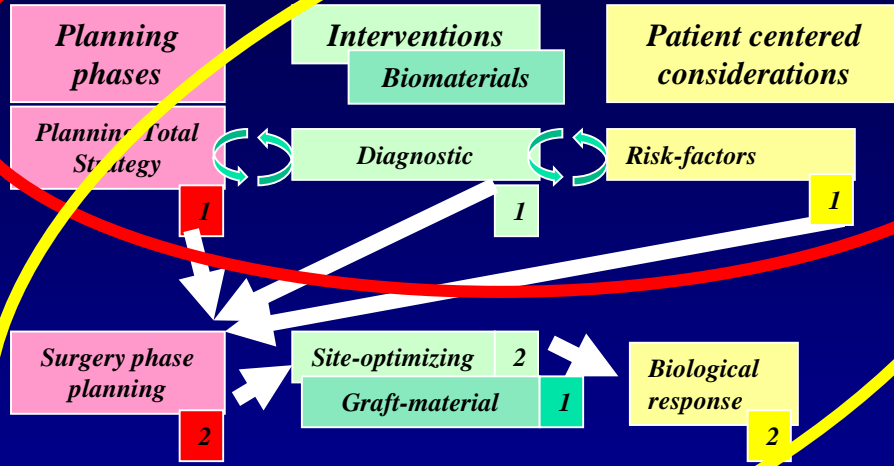 Planning
phases
Interventions
Biomaterials
Patient centered
considerations
Planning Total
Strategy
1
Diagnostic
1
Risk-factors
1
Surgery phase
planning
2
Site-optimizing 2
Graft-material 1
Biological
response
2